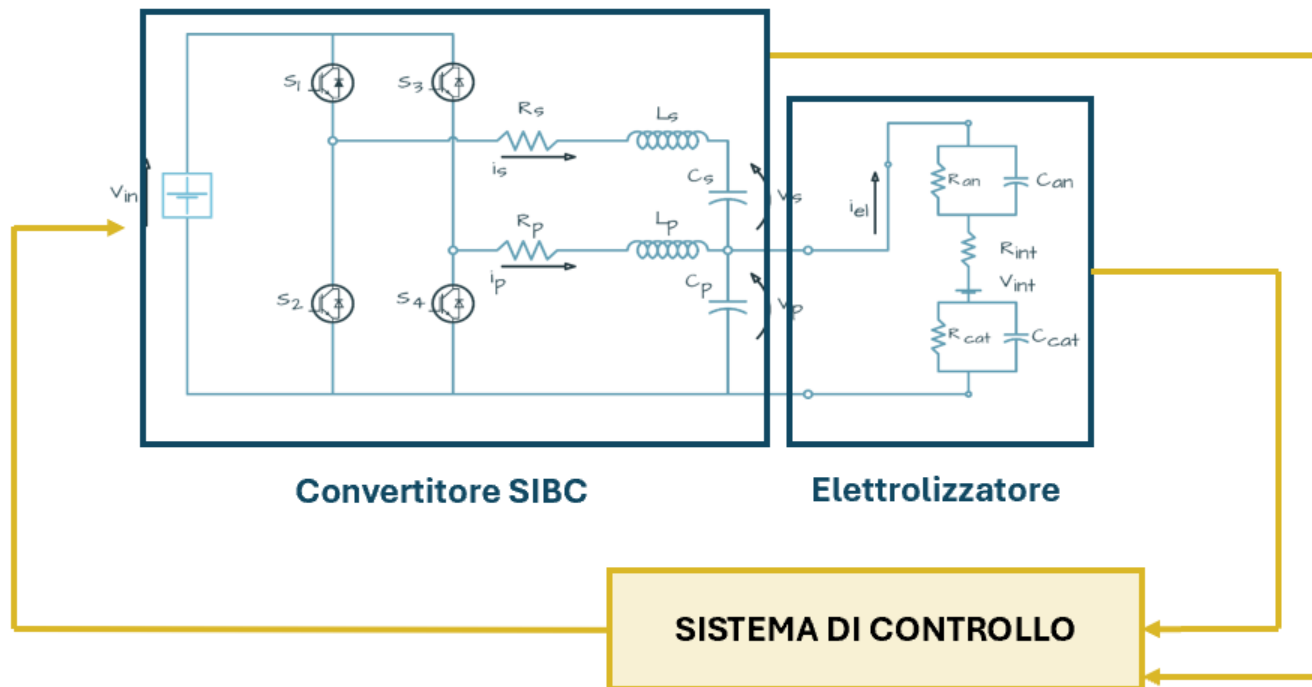 S1
S3
Rs
Ls
is
Cs
vs
Vin
Rp
Lp
ip
Cp
vp
S2
S4
iel
Ran
Can
Rint
Vint
Rcat
Ccat
Convertitore SIBC
Elettrolizzatore
SISTEMA DI CONTROLLO